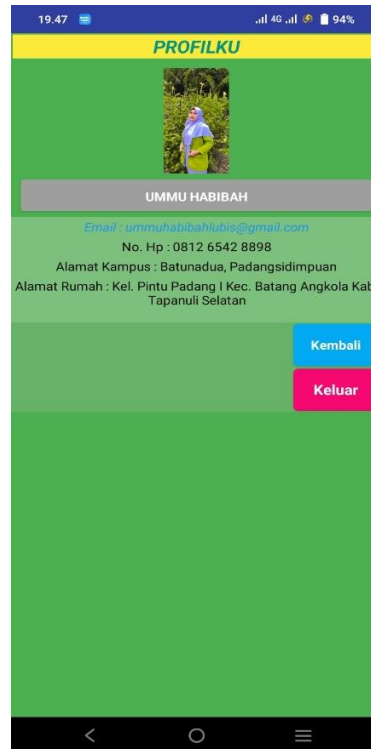 19.47 4G 94%
PROFILKU
UMMU HABIBAH
Email : ummuhabibahlubis@gmail.com
No. Hp : 0812 6542 8898
Alamat Kampus : Batunadua, Padangsidimpuan
Alamat Rumah : Kel. Pintu Padang I Kec. Batang Angkola Kab
Tapanuli Selatan
Kembali
Keluar